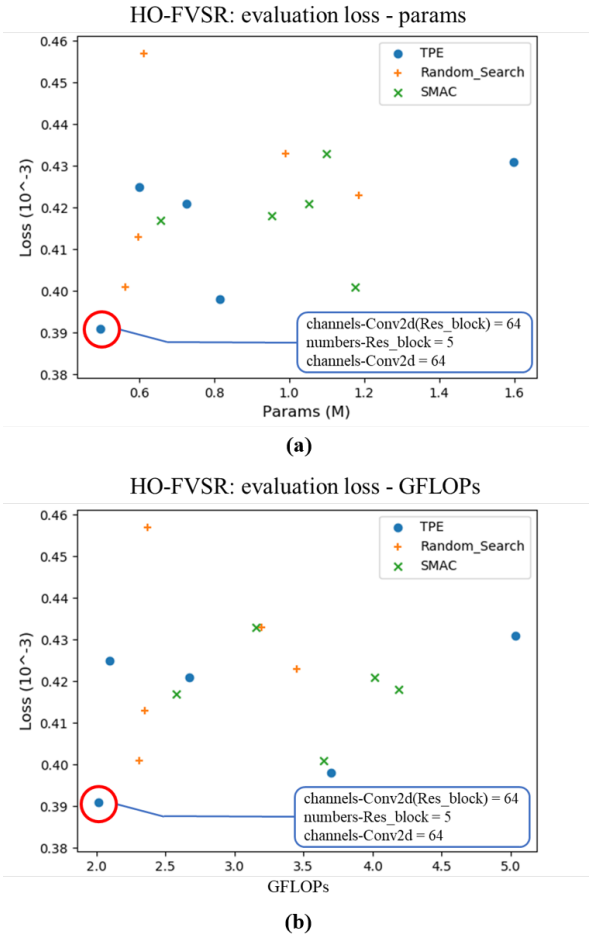 HO-FVSR: evaluation loss - params
0.46
0.45
0.44
0.43
0.42
0.41
0.40
0.39
0.38
Loss (10^-3)
TPE
Random_Search
SMAC
channels-Conv2d(Res_block) = 64
numbers-Res_block = 5
channels-Conv2d = 64
0.6 0.8 1.0 1.2 1.4 1.6
Params (M)
(a)
HO-FVSR: evaluation loss - GFLOPs
0.46
0.45
0.44
0.43
0.42
0.41
0.40
0.39
0.38
Loss (10^-3)
TPE
Random_Search
SMAC
channels-Conv2d(Res_block) = 64
numbers-Res_block = 5
channels-Conv2d = 64
2.0 2.5 3.0 3.5 4.0 4.5 5.0
GFLOPs
(b)